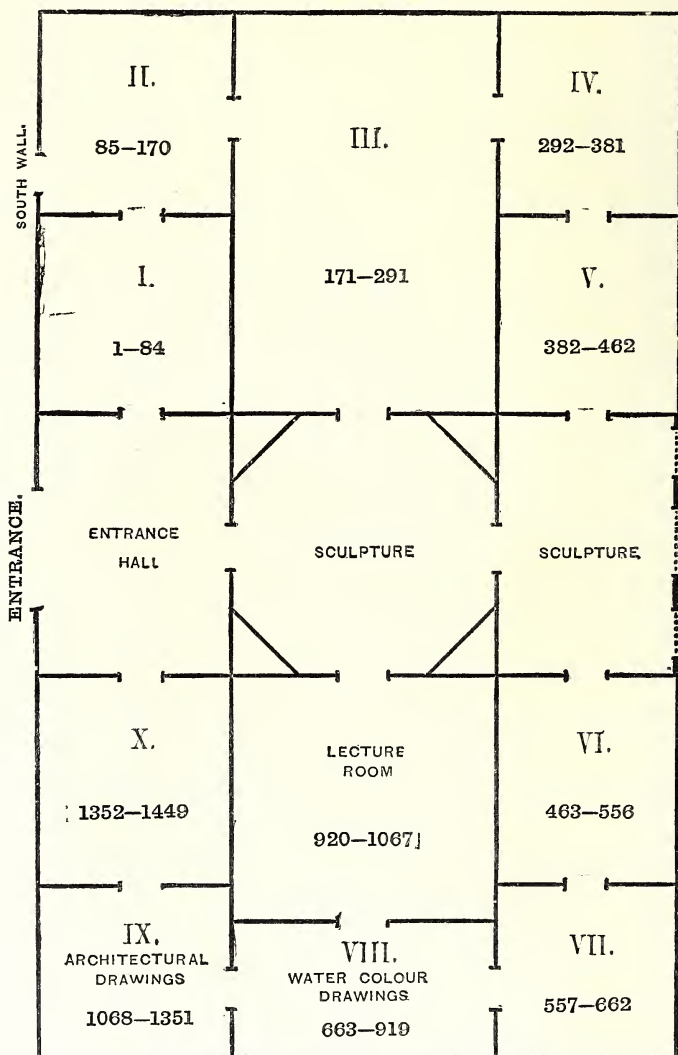 II.
85–170
SOUTH WALL.
I.
1–84
III.
171–291
IV.
292–381
V.
382–462
ENTRANCE.
ENTRANCE
HALL
SCULPTURE
SCULPTURE.
X.
1352–1449
LECTURE
ROOM
920–1067
VI.
463–556
IX.
ARCHITECTURAL
DRAWINGS
1068–1351
VIII.
WATER COLOUR
DRAWINGS.
663–919
VII.
557–662